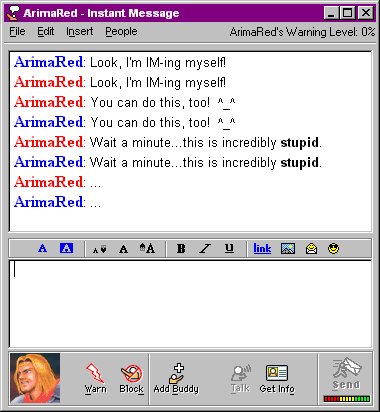 ArimaRed - Instant Message
File Edit Insert People ArimaRed's Warning Level: 0%
ArimaRed: Look, I'm IM-ing myself!
ArimaRed: Look, I'm IM-ing myself!
ArimaRed: You can do this, too! ^_^
ArimaRed: You can do this, too! ^_^
ArimaRed: Wait a minute...this is incredibly stupid.
ArimaRed: Wait a minute...this is incredibly stupid.
ArimaRed: ...
ArimaRed: ...
A A A A A B I U link
Warn Block Add Buddy Talk Get Info Send